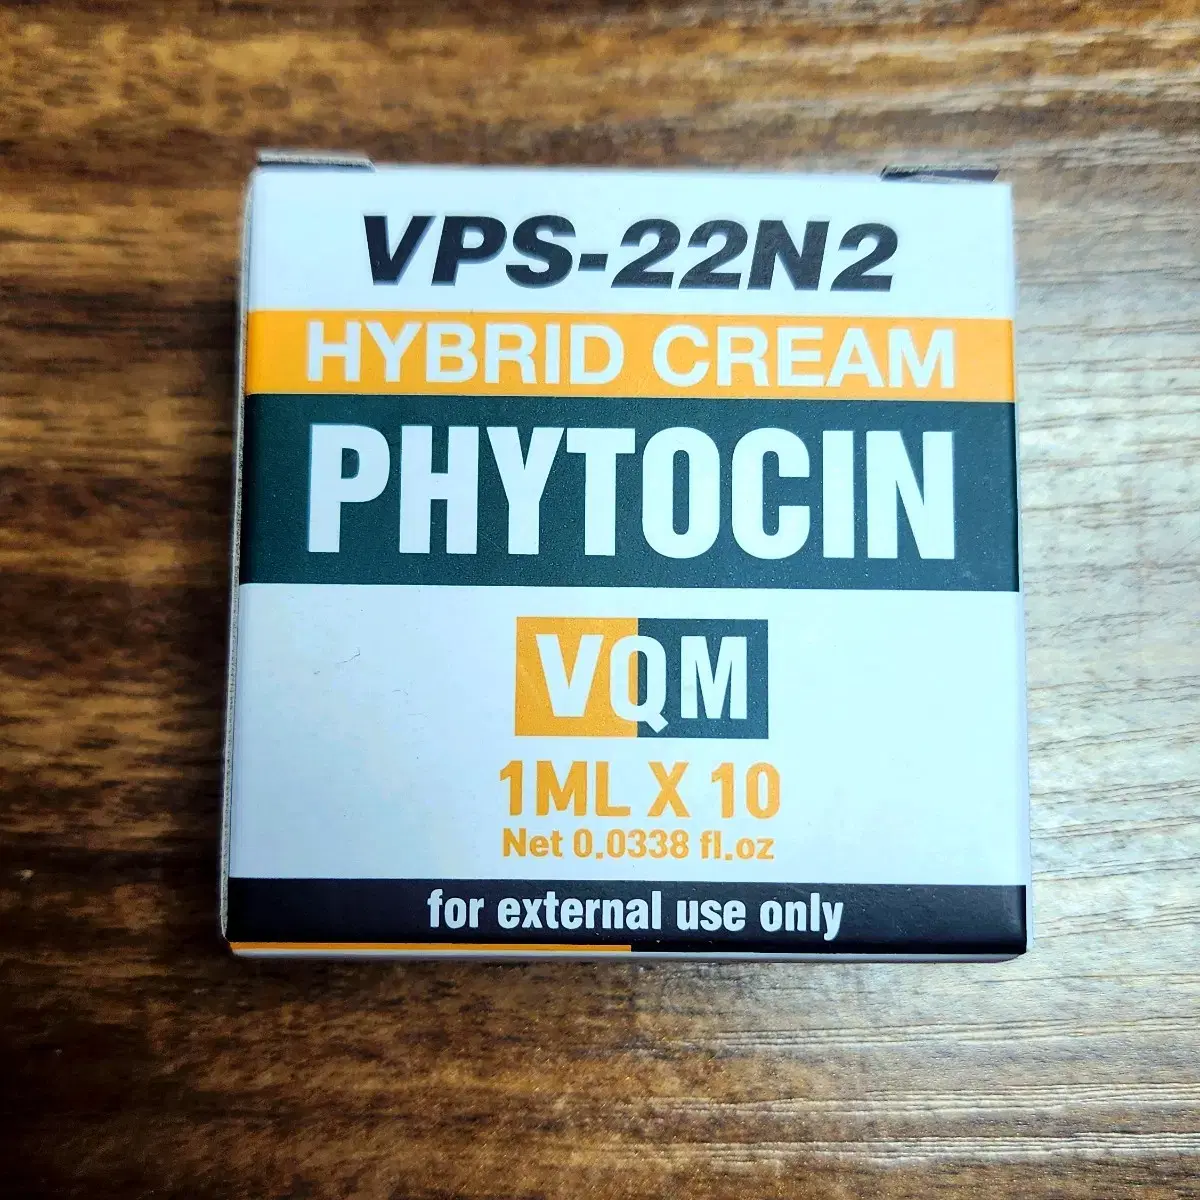 VPS-22N2
HYBRID CREAM
PHYTOCIN
VQM
1ML X 10
Net 0.0338 fl.oz
for external use only